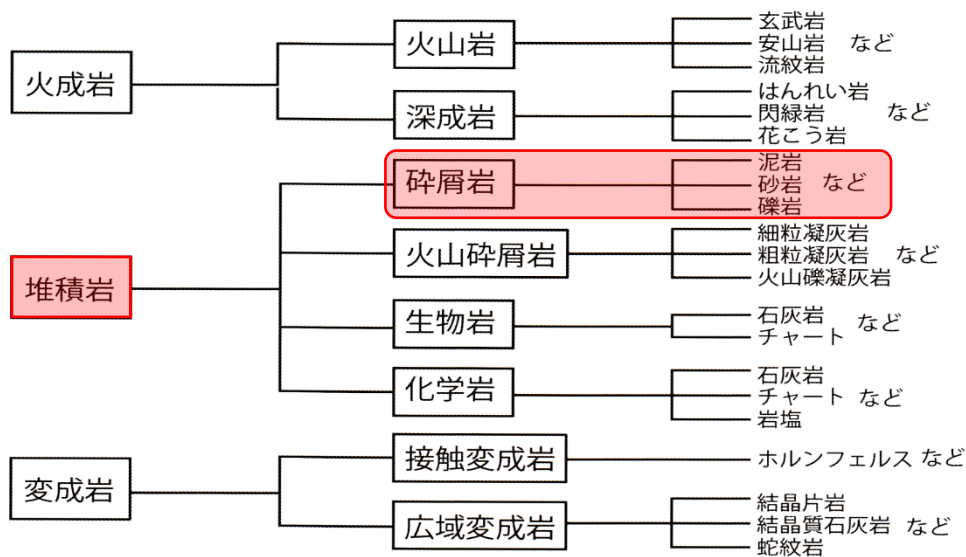 火成岩
火山岩
玄武岩
安山岩 など
流紋岩
深成岩
はんれい岩
閃緑岩 など
花こう岩
堆積岩
砕屑岩
泥岩
砂岩 など
礫岩
火山砕屑岩
細粒凝灰岩
粗粒凝灰岩 など
火山礫凝灰岩
生物岩
石灰岩 など
チャート
化学岩
石灰岩
チャート など
岩塩
変成岩
接触変成岩
ホルンフェルス など
広域変成岩
結晶片岩
結晶質石灰岩 など
蛇紋岩